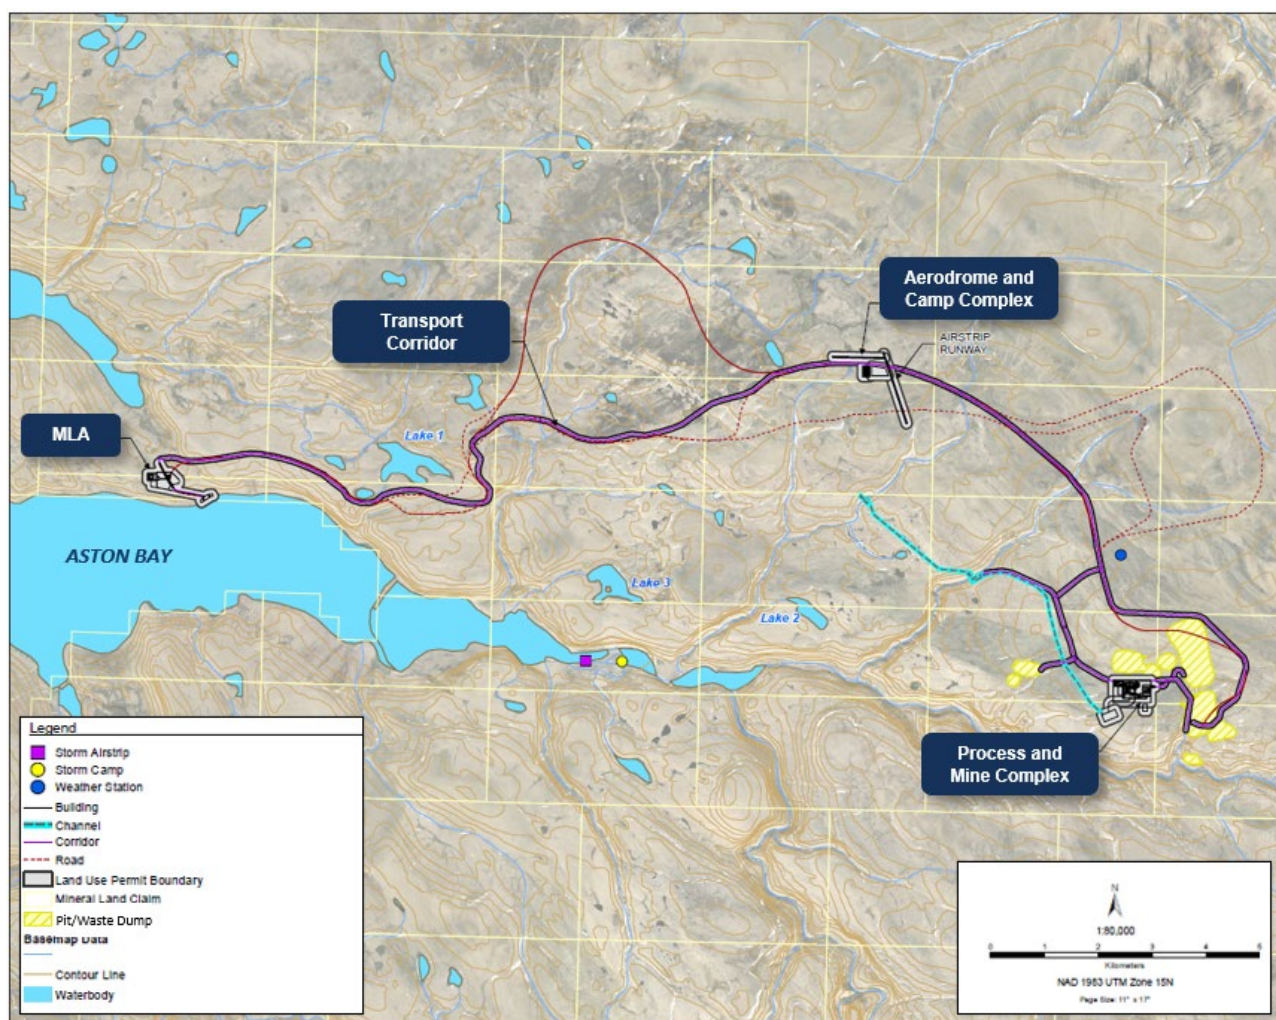 Aerodrome and
Camp Complex
Transport
Corridor
AIRSTRIP
RUNWAY
MLA
Lake 1
ASTON BAY
Lake 3
Lake 2
Process and
Mine Complex
Legend
Storm Airstrip
Storm Camp
Weather Station
Building
Channel
Corridor
Road
Land Use Permit Boundary
Mineral Land Claim
Pit/Waste Dump
Basemap Data
Contour Line
Waterbody
N
1:80,000
0 1 2 3 4 5
Kilometers
NAD 1983 UTM Zone 15N
Page Size: 11" x 17"